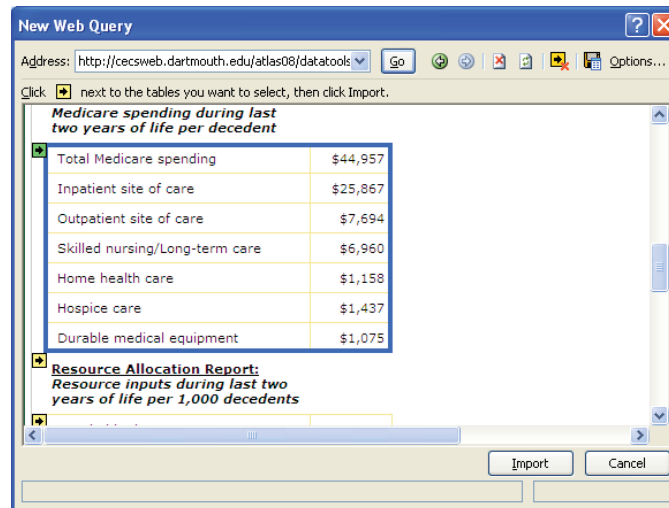 New Web Query
Address: http://cecsweb.dartmouth.edu/atlas08/datatools Go Options...
Click next to the tables you want to select, then click Import.
Medicare spending during last
two years of life per decedent
Total Medicare spending $44,957
Inpatient site of care $25,867
Outpatient site of care $7,694
Skilled nursing/Long-term care $6,960
Home health care $1,158
Hospice care $1,437
Durable medical equipment $1,075
Resource Allocation Report:
Resource inputs during last two
years of life per 1,000 decedents
Import Cancel